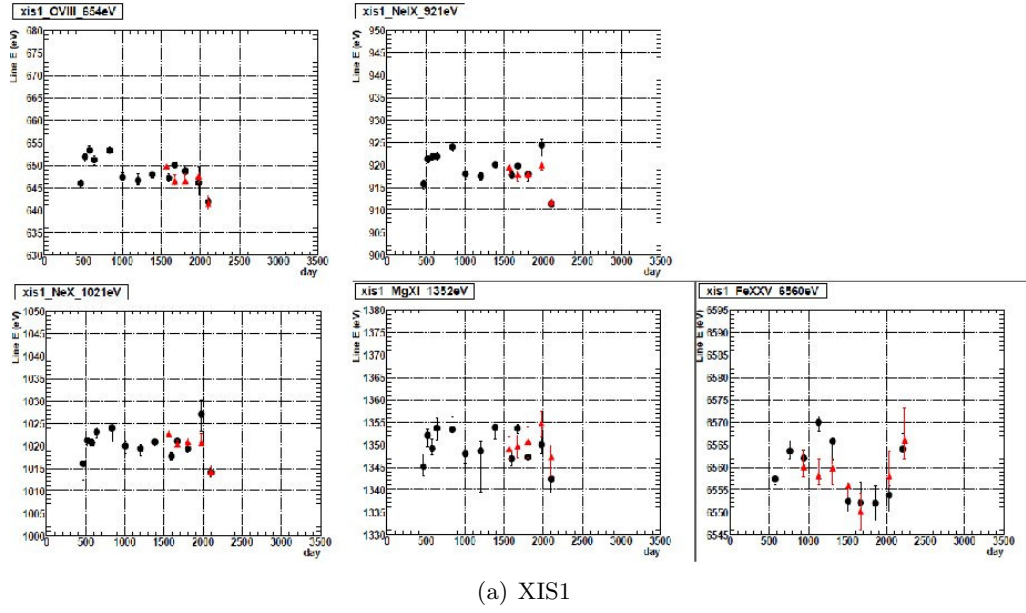 xis1_OVIII_654eV
Line E (eV)
680
675
670
665
660
655
650
645
640
635
630
0 500 1000 1500 2000 2500 3000 3500
day
xis1_NeIX_921eV
Line E (eV)
950
945
940
935
930
925
920
915
910
905
900
0 500 1000 1500 2000 2500 3000 3500
day
xis1_NeX_1021eV
Line E (eV)
1050
1045
1040
1035
1030
1025
1020
1015
1010
1005
1000
0 500 1000 1500 2000 2500 3000 3500
day
xis1_MgXI_1352eV
Line E (eV)
1380
1375
1370
1365
1360
1355
1350
1345
1340
1335
1330
0 500 1000 1500 2000 2500 3000 3500
day
xis1_FeXXV_6560eV
Line E (eV)
6595
6590
6585
6580
6575
6570
6565
6560
6555
6550
6545
0 500 1000 1500 2000 2500 3000 3500
day
(a) XIS1